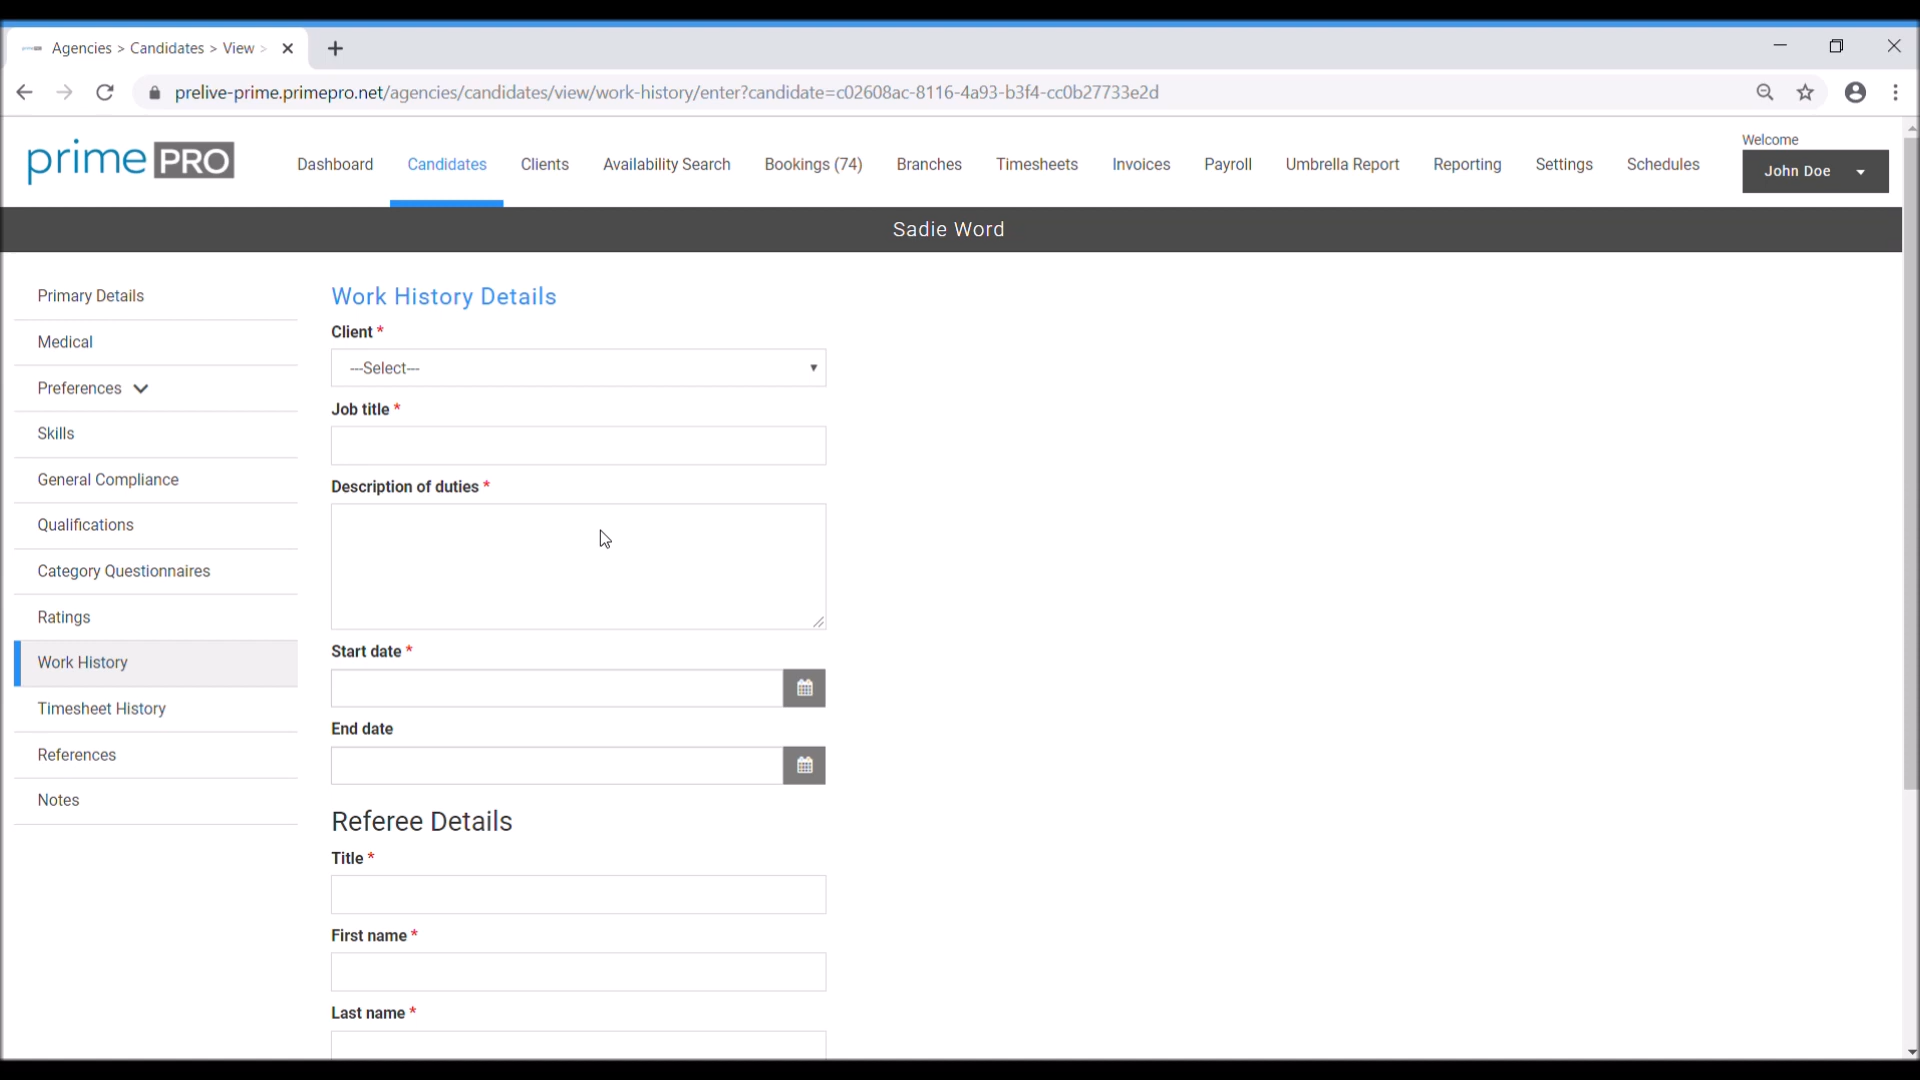 Agencies > Candidates > View >
prelive-prime.primepro.net/agencies/candidates/view/work-history/enter?candidate=c02608ac-8116-4a93-b3f4-cc0b27733e2d
prime PRO
Dashboard Candidates Clients Availability Search Bookings (74) Branches Timesheets Invoices Payroll Umbrella Report Reporting Settings Schedules
Welcome
John Doe
Sadie Word
Primary Details
Medical
Preferences
Skills
General Compliance
Qualifications
Category Questionnaires
Ratings
Work History
Timesheet History
References
Notes
Work History Details
Client *
---Select---
Job title *
Description of duties *
Start date *
End date
Referee Details
Title *
First name *
Last name *